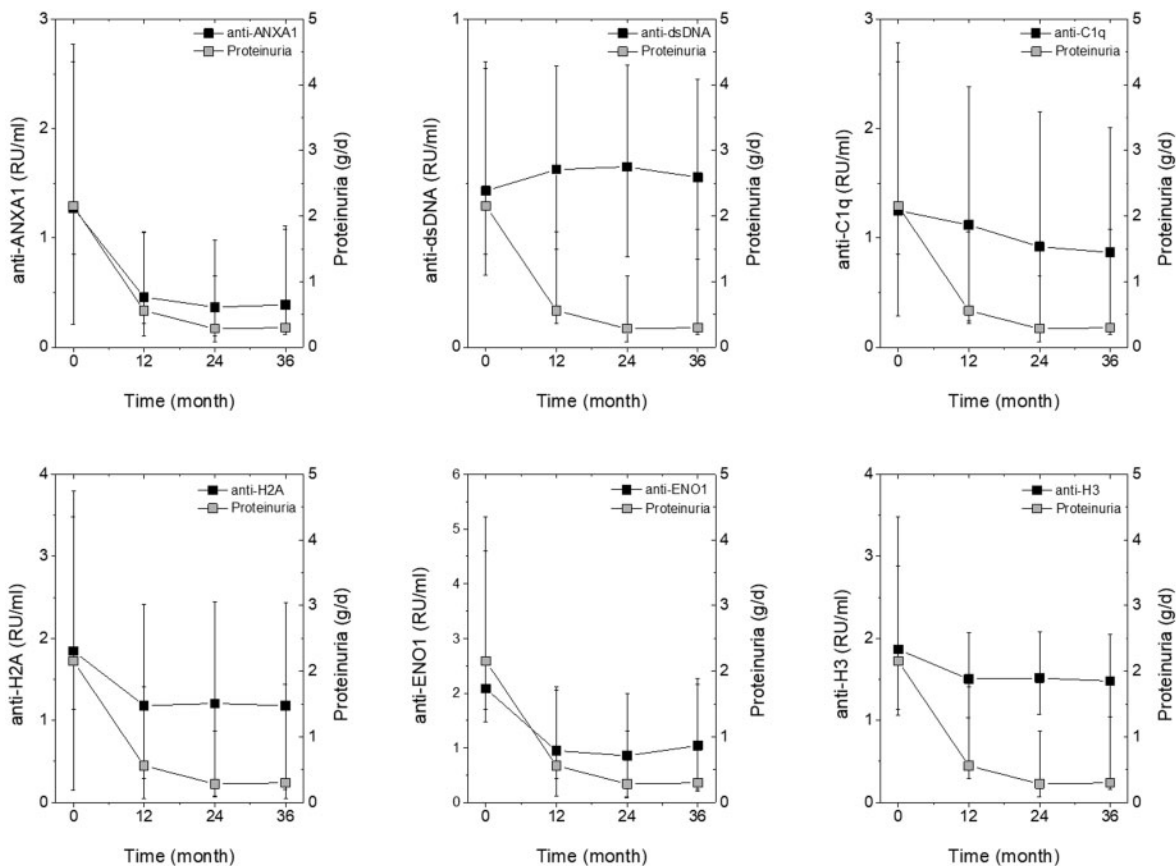 anti-ANXA1
Proteinuria
3
2
1
0
5
4
3
2
1
0
anti-ANXA1 (RU/ml)
Proteinuria (g/d)
0 12 24 36
Time (month)
anti-dsDNA
Proteinuria
1
0
5
4
3
2
1
0
anti-dsDNA (RU/ml)
Proteinuria (g/d)
0 12 24 36
Time (month)
anti-C1q
Proteinuria
3
2
1
0
5
4
3
2
1
0
anti-C1q (RU/ml)
Proteinuria (g/d)
0 12 24 36
Time (month)
anti-H2A
Proteinuria
4
3
2
1
0
5
4
3
2
1
0
anti-H2A (RU/ml)
Proteinuria (g/d)
0 12 24 36
Time (month)
anti-ENO1
Proteinuria
6
5
4
3
2
1
0
5
4
3
2
1
0
anti-ENO1 (RU/ml)
Proteinuria (g/d)
0 12 24 36
Time (month)
anti-H3
Proteinuria
4
3
2
1
0
5
4
3
2
1
0
anti-H3 (RU/ml)
Proteinuria (g/d)
0 12 24 36
Time (month)